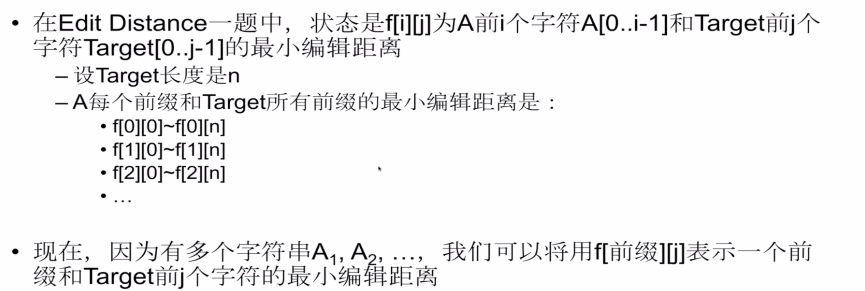 • 在Edit Distance一题中，状态是f[i][j]为A前i个字符A[0..i-1]和Target前j个
字符Target[0..j-1]的最小编辑距离
– 设Target长度是n
– A每个前缀和Target所有前缀的最小编辑距离是：
• f[0][0]~f[0][n]
• f[1][0]~f[1][n]
• f[2][0]~f[2][n]
• …
• 现在，因为有多个字符串A₁, A₂, …，我们可以将用f[前缀][j]表示一个前
缀和Target前j个字符的最小编辑距离